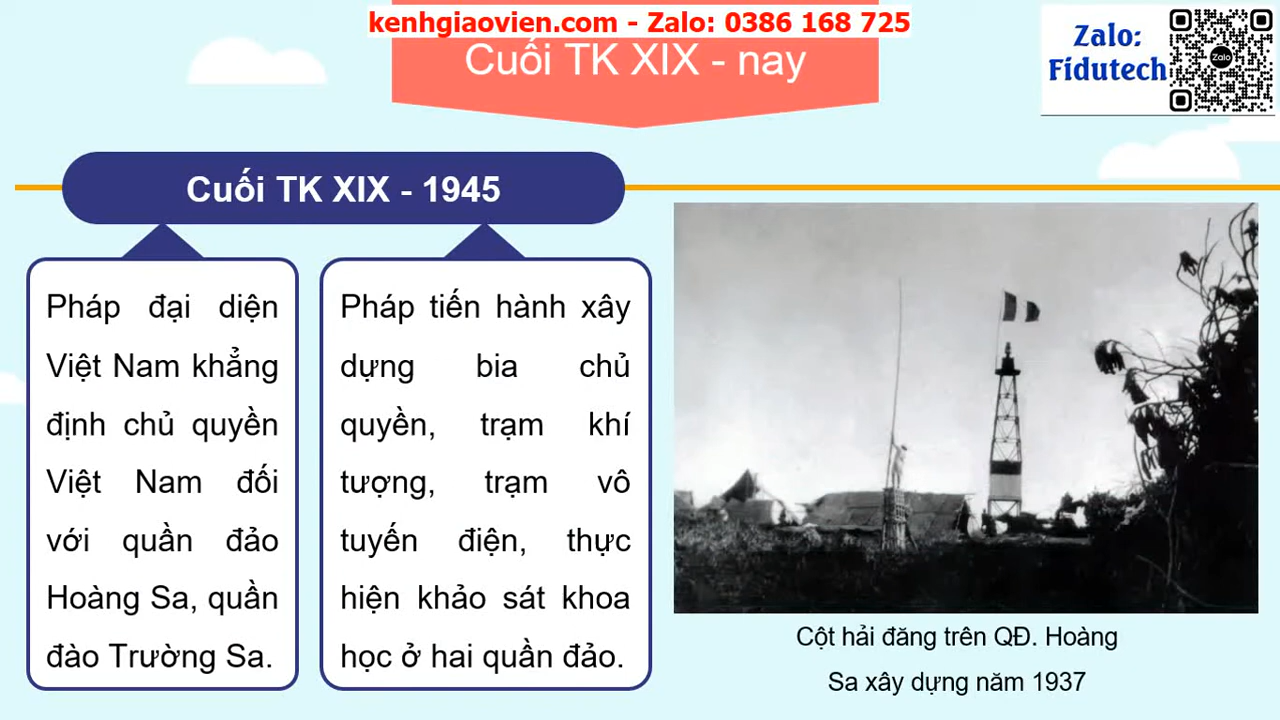 kenhgiaovien.com - Zalo: 0386 168 725
Cuối TK XIX - nay
Zalo:
Fidutech
Zalo
Cuối TK XIX - 1945
Pháp đại diện
Việt Nam khẳng
định chủ quyền
Việt Nam đối
với quần đảo
Hoàng Sa, quần
đào Trường Sa.
Pháp tiến hành xây
dựng bia chủ
quyền, trạm khí
tượng, trạm vô
tuyến điện, thực
hiện khảo sát khoa
học ở hai quần đảo.
Cột hải đăng trên QĐ. Hoàng
Sa xây dựng năm 1937